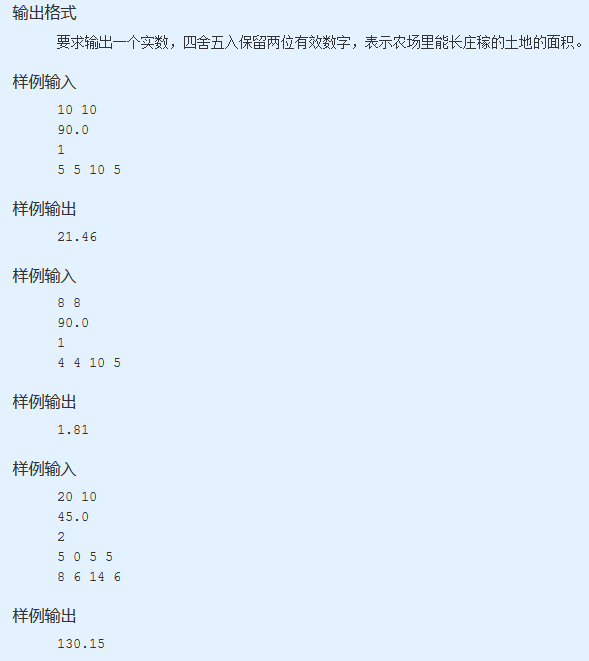 输出格式
要求输出一个实数，四舍五入保留两位有效数字，表示农场里能长庄稼的土地的面积。
样例输入
10 10
90.0
1
5 5 10 5
样例输出
21.46
样例输入
8 8
90.0
1
4 4 10 5
样例输出
1.81
样例输入
20 10
45.0
2
5 0 5 5
8 6 14 6
样例输出
130.15